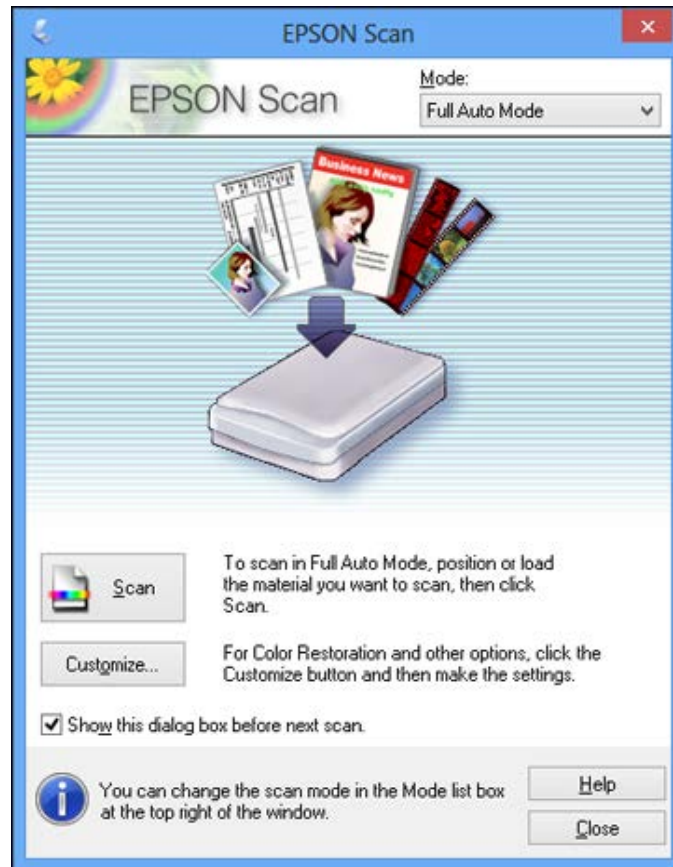 EPSON Scan
EPSON Scan
Mode:
Full Auto Mode
Business News
Scan
To scan in Full Auto Mode, position or load
the material you want to scan, then click
Scan.
Customize...
For Color Restoration and other options, click the
Customize button and then make the settings.
Show this dialog box before next scan.
You can change the scan mode in the Mode list box
at the top right of the window.
Help
Close